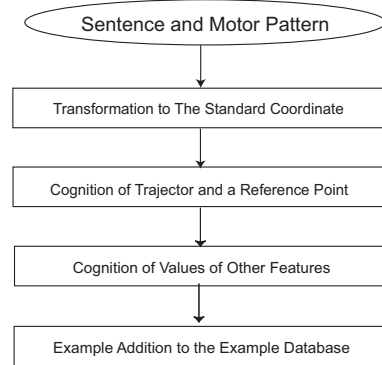 Sentence and Motor Pattern
Transformation to The Standard Coordinate
Cognition of Trajector and a Reference Point
Cognition of Values of Other Features
Example Addition to the Example Database